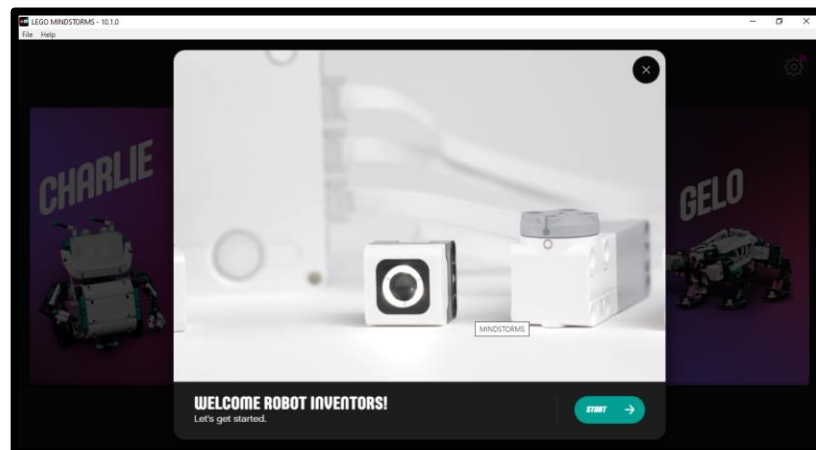 LEGO MINDSTORMS - 10.1.0
File Help
CHARLIE
GELO
MINDSTORMS
WELCOME ROBOT INVENTORS!
Let's get started.
START